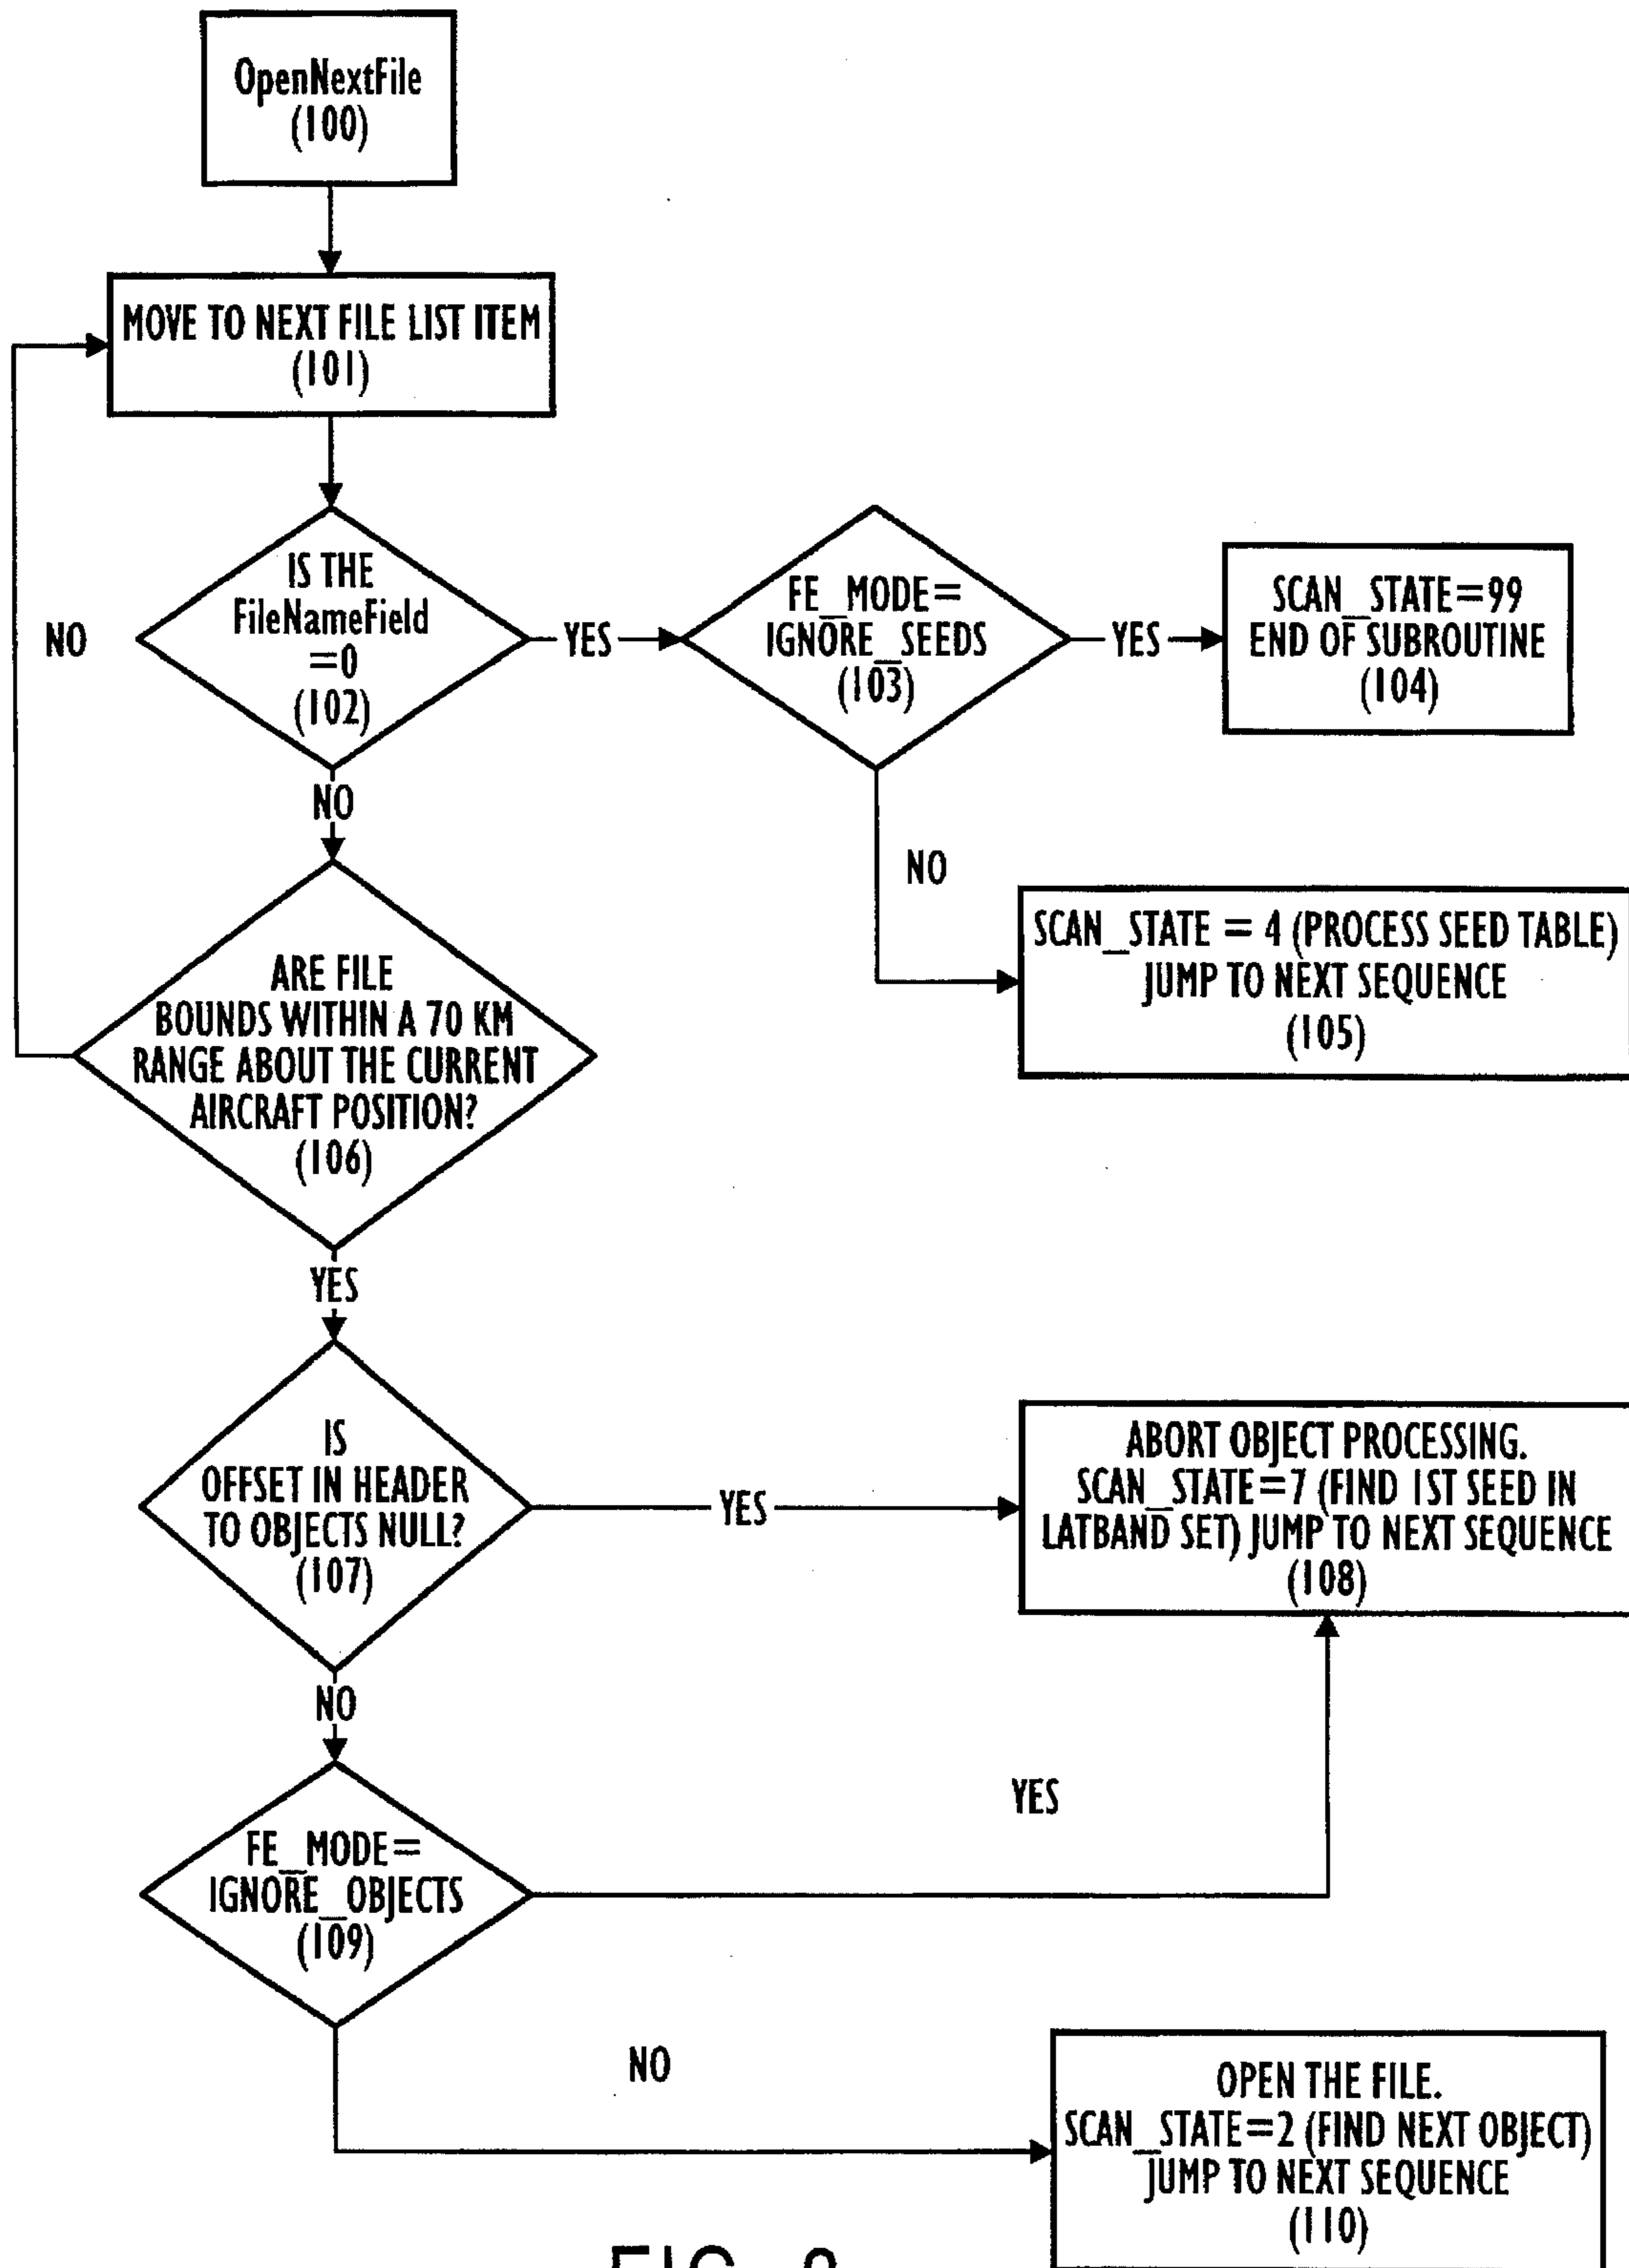 OpenNextFile
(100)
MOVE TO NEXT FILE LIST ITEM
(101)
IS THE
FileNameField
=0
(102)
NO
YES
FE_MODE=
IGNORE_SEEDS
(103)
YES
SCAN_STATE=99
END OF SUBROUTINE
(104)
NO
NO
SCAN_STATE = 4 (PROCESS SEED TABLE)
JUMP TO NEXT SEQUENCE
(105)
ARE FILE
BOUNDS WITHIN A 70 KM
RANGE ABOUT THE CURRENT
AIRCRAFT POSITION?
(106)
YES
IS
OFFSET IN HEADER
TO OBJECTS NULL?
(107)
YES
ABORT OBJECT PROCESSING.
SCAN_STATE=7 (FIND 1ST SEED IN
LATBAND SET) JUMP TO NEXT SEQUENCE
(108)
NO
YES
FE_MODE=
IGNORE_OBJECTS
(109)
NO
OPEN THE FILE.
SCAN_STATE=2 (FIND NEXT OBJECT)
JUMP TO NEXT SEQUENCE
(110)